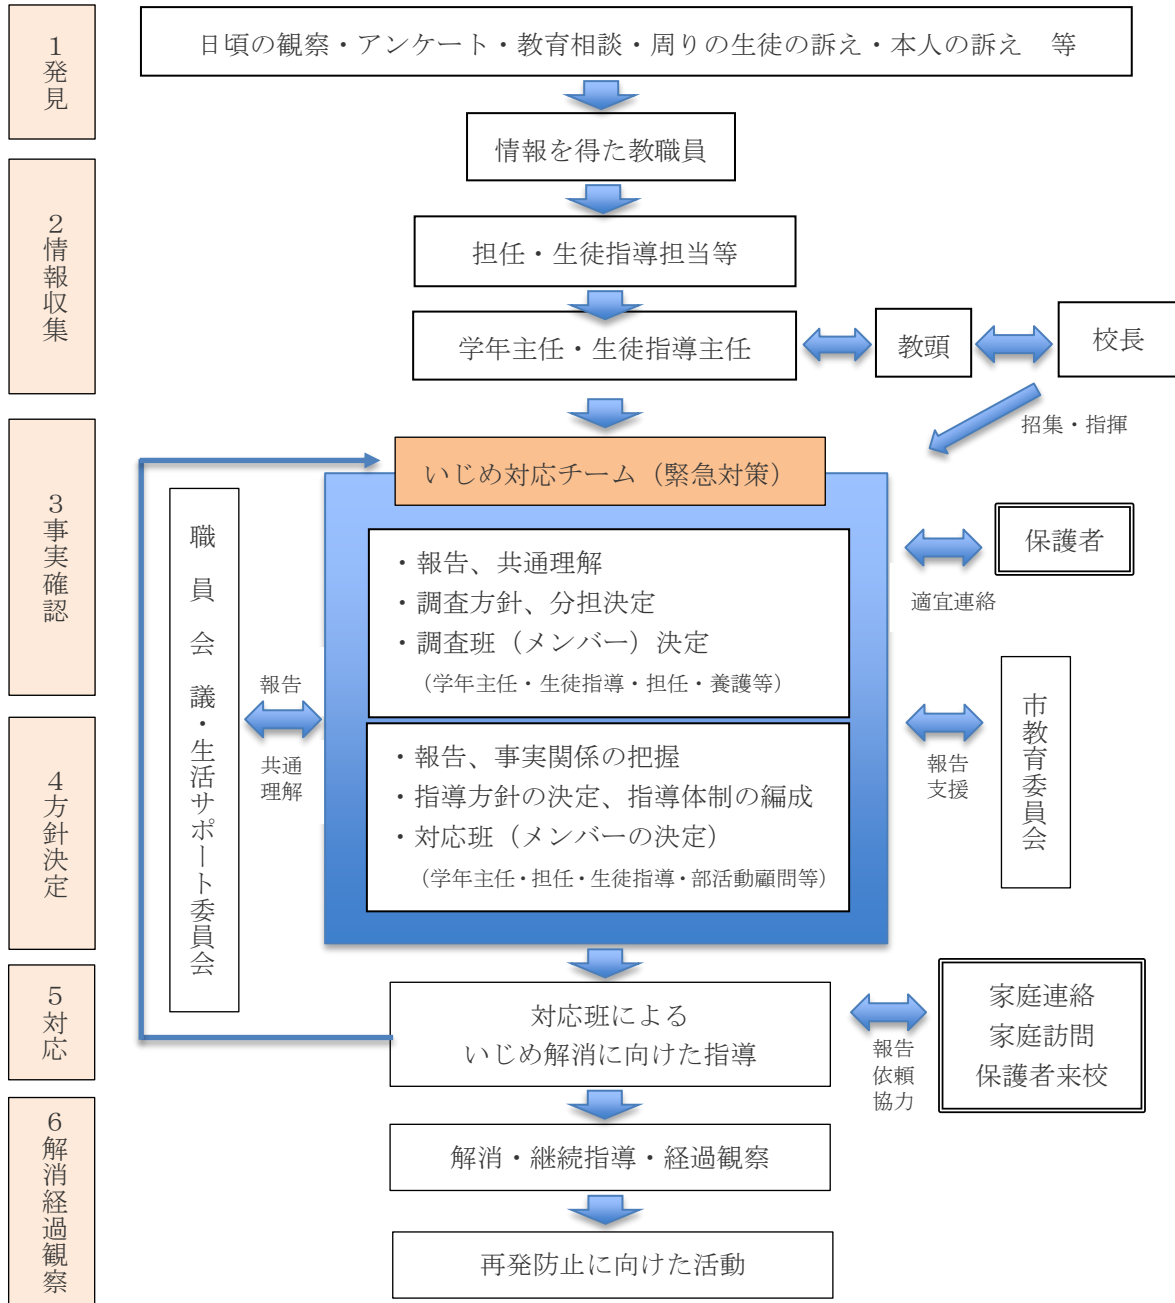 1発見
日頃の観察・アンケート・教育相談・周りの生徒の訴え・本人の訴え　等
情報を得た教職員
2情報収集
担任・生徒指導担当等
学年主任・生徒指導主任
教頭
校長
招集・指揮
3事実確認
いじめ対応チーム（緊急対策）
・報告、共通理解
・調査方針、分担決定
・調査班（メンバー）決定
（学年主任・生徒指導・担任・養護等）
保護者
適宜連絡
職員会議・生活サポート委員会
報告
共通
理解
4方針決定
・報告、事実関係の把握
・指導方針の決定、指導体制の編成
・対応班（メンバーの決定）
（学年主任・担任・生徒指導・部活動顧問等）
報告
支援
市教育委員会
5対応
対応班による
いじめ解消に向けた指導
報告
依頼
協力
家庭連絡
家庭訪問
保護者来校
6解消経過観察
解消・継続指導・経過観察
再発防止に向けた活動